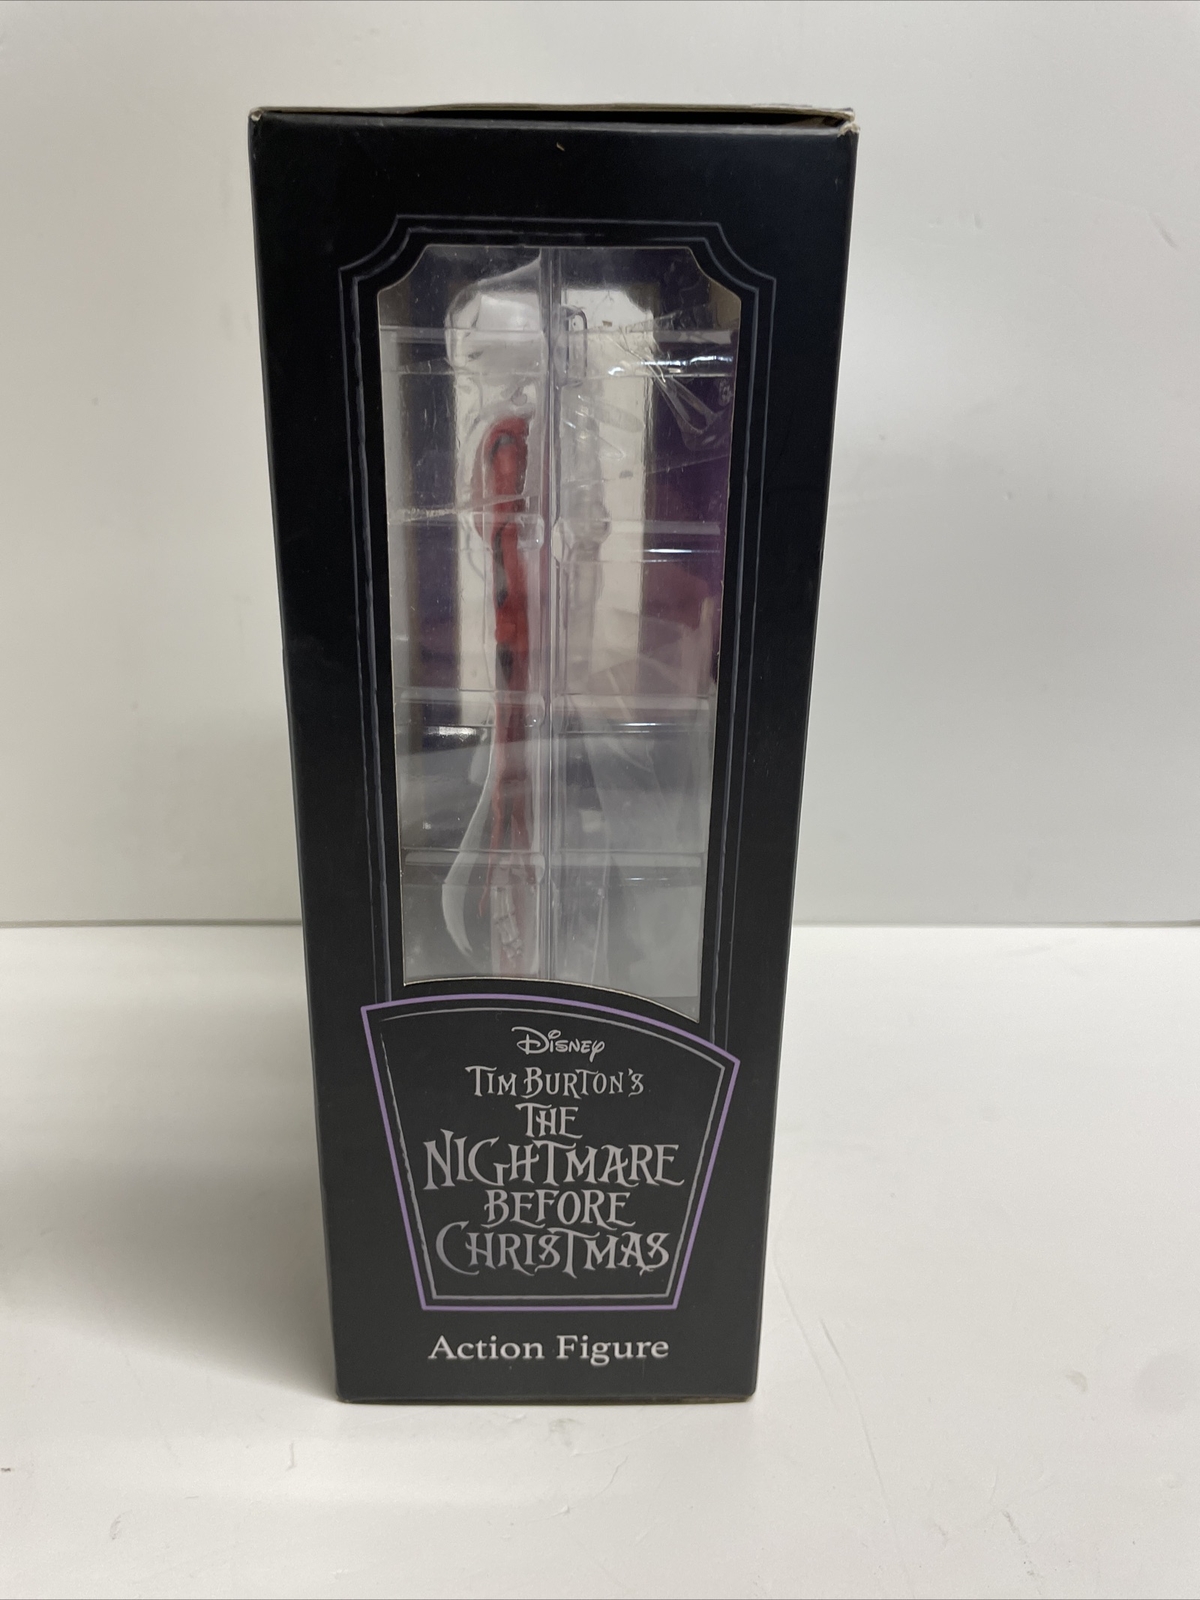 Disney
Tim Burton's
The
Nightmare
Before
Christmas
Action Figure